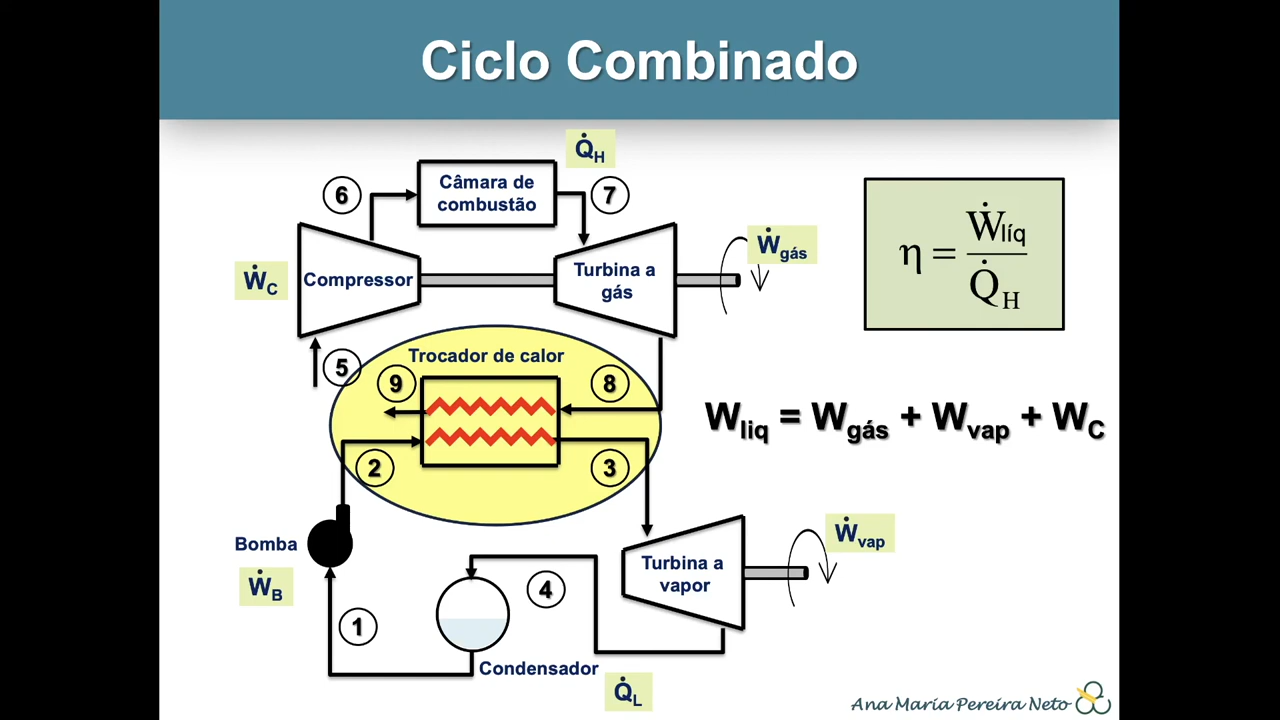 Ciclo Combinado
Q̇H
Câmara de
combustão
6
7
Ẇgás
ẆC
Compressor
Turbina a
gás
η = Ẇlíq / Q̇H
5
Trocador de calor
9
8
Wliq = Wgás + Wvap + WC
2
3
Bomba
ẆB
Turbina a
vapor
Ẇvap
4
1
Condensador
Q̇L
Ana Maria Pereira Neto